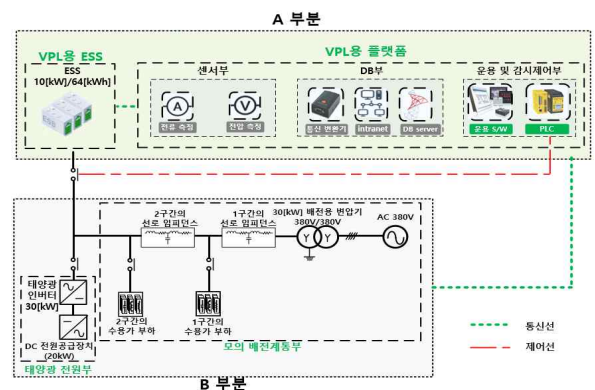 A 부분
VPL용 ESS
VPL용 플랫폼
ESS
10[kW]/64[kWh]
센서부
DB부
운용 및 감시제어부
A
V
전류 측정
전압 측정
통신 변환기
intranet
DB server
운용 S/W
PLC
2구간의
선로 임피던스
1구간의
선로 임피던스
30[kW] 배전용 변압기
380V/380V
AC 380V
Y
Y
태양광
인버터
30[kW]
DC 전원공급장치
(20kW)
태양광 전원부
2구간의
수용가 부하
1구간의
수용가 부하
모의 배전계통부
통신선
제어선
B 부분